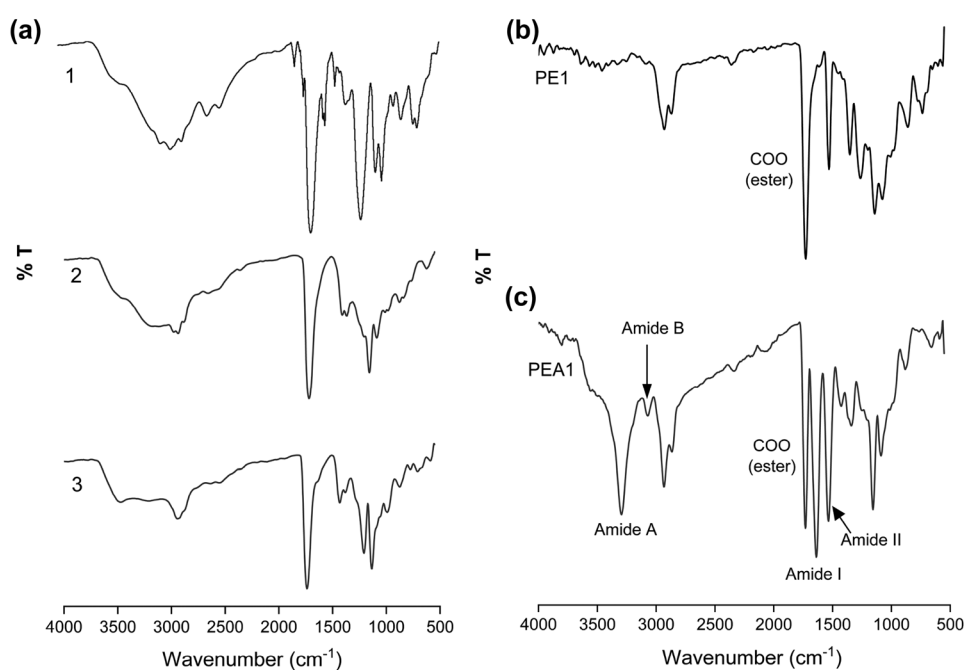 (a)
1
2
3
% T
4000 3500 3000 2500 2000 1500 1000 500
Wavenumber (cm⁻¹)
(b)
PE1
COO
(ester)
% T
(c)
Amide B
PEA1
COO
(ester)
Amide A
Amide II
Amide I
4000 3500 3000 2500 2000 1500 1000 500
Wavenumber (cm⁻¹)